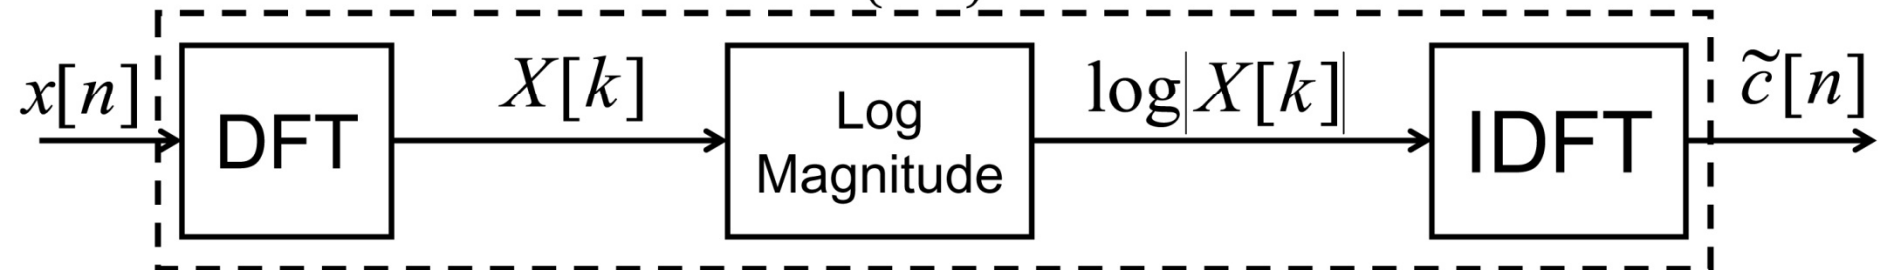 x[n]
DFT
X[k]
Log
Magnitude
log|X[k]|
IDFT
c̃[n]